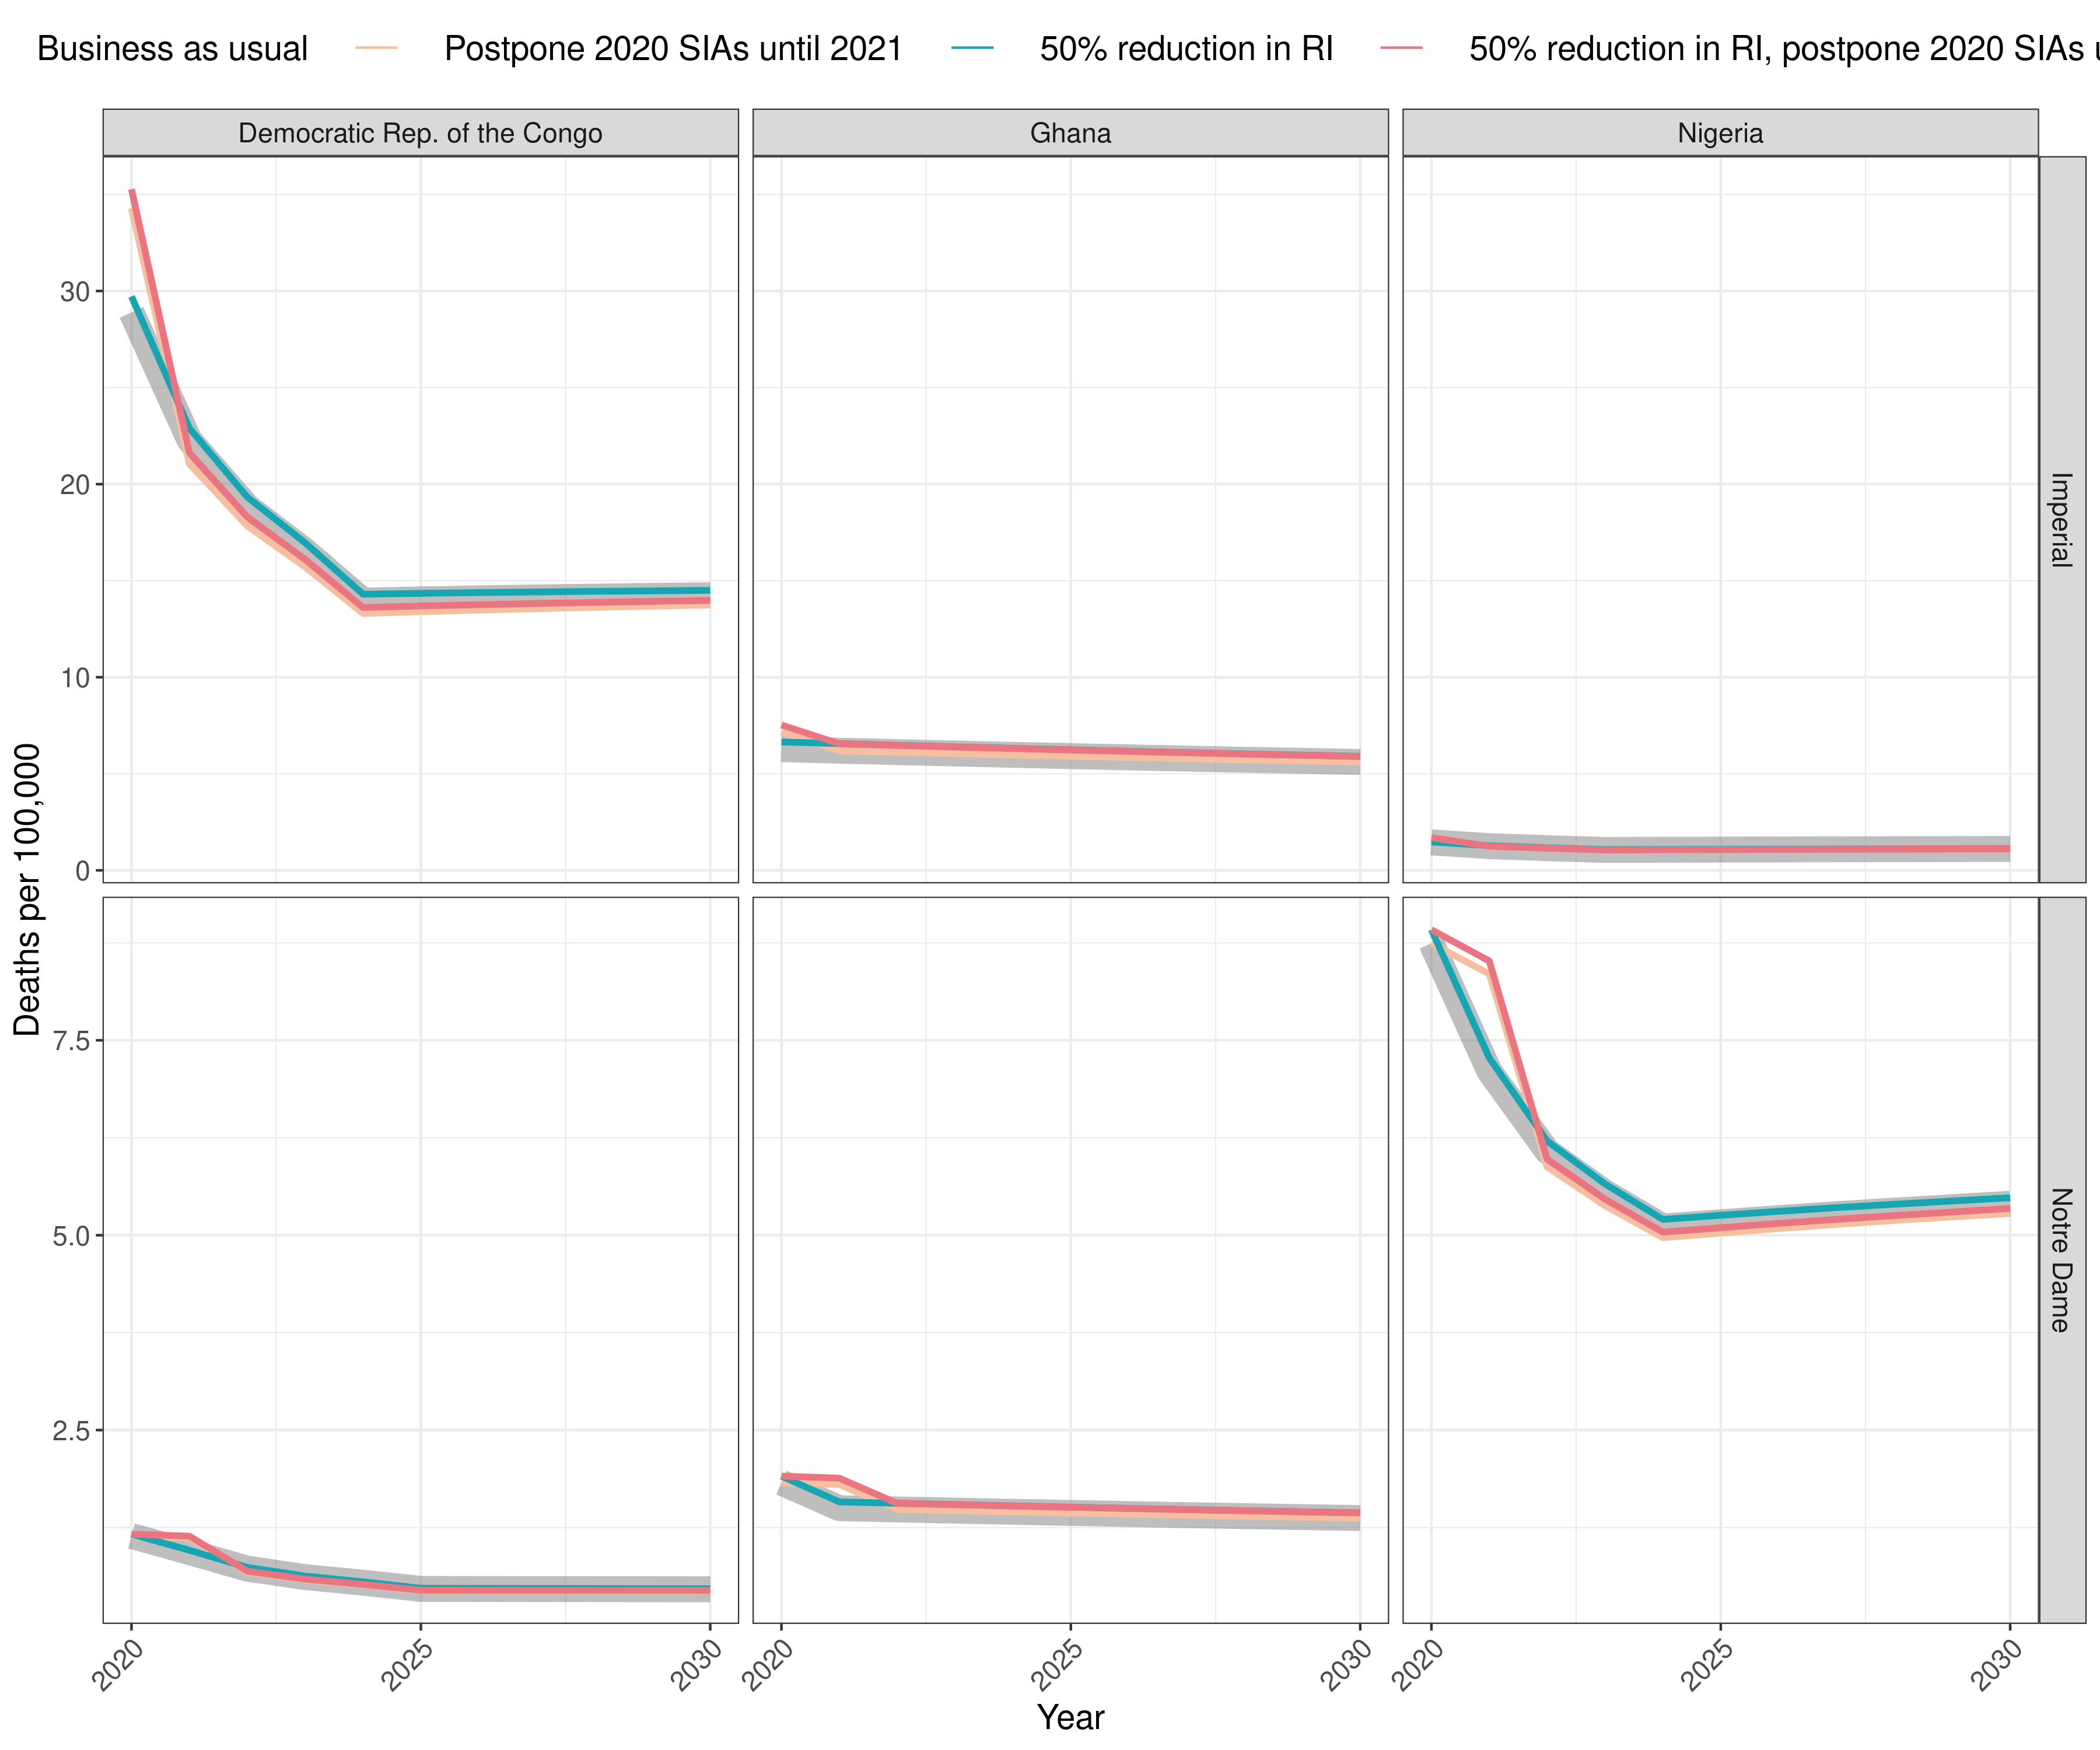 Business as usual Postpone 2020 SIAs until 2021 50% reduction in RI 50% reduction in RI, postpone 2020 SIAs
Democratic Rep. of the Congo Ghana Nigeria
Imperial
30
20
10
0
Deaths per 100,000
Notre Dame
7.5
5.0
2.5
2020 2025 2030 2020 2025 2030 2020 2025 2030
Year